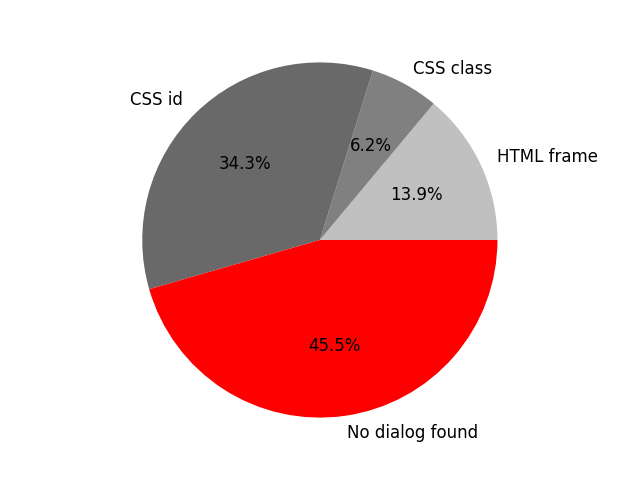 CSS class
CSS id
6.2%
HTML frame
34.3%
13.9%
45.5%
No dialog found